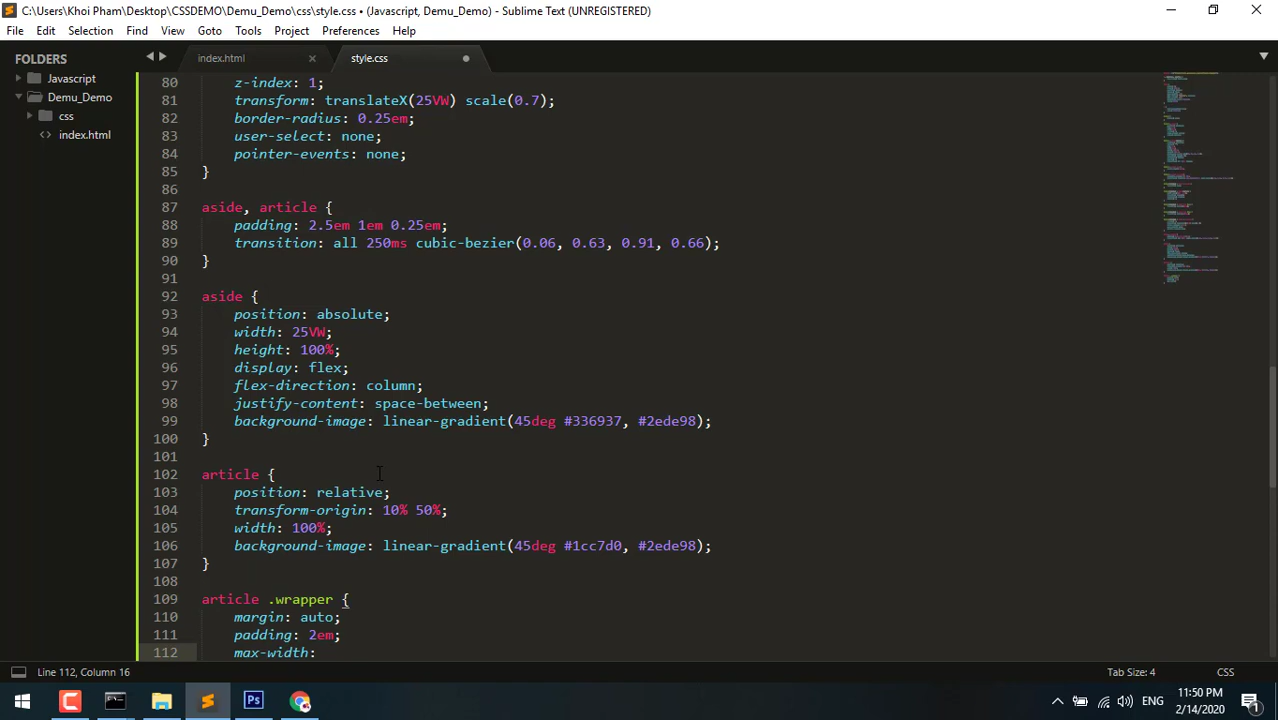 C:\Users\Khoi Pham\Desktop\CSSDEMO\Demu_Demo\css\style.css • (Javascript, Demu_Demo) - Sublime Text (UNREGISTERED)
File Edit Selection Find View Goto Tools Project Preferences Help
FOLDERS
Javascript
Demu_Demo
css
index.html
index.html
style.css
80 z-index: 1;
81 transform: translateX(25VW) scale(0.7);
82 border-radius: 0.25em;
83 user-select: none;
84 pointer-events: none;
85 }
86
87 aside, article {
88 padding: 2.5em 1em 0.25em;
89 transition: all 250ms cubic-bezier(0.06, 0.63, 0.91, 0.66);
90 }
91
92 aside {
93 position: absolute;
94 width: 25VW;
95 height: 100%;
96 display: flex;
97 flex-direction: column;
98 justify-content: space-between;
99 background-image: linear-gradient(45deg #336937, #2ede98);
100 }
101
102 article {
103 position: relative;
104 transform-origin: 10% 50%;
105 width: 100%;
106 background-image: linear-gradient(45deg #1cc7d0, #2ede98);
107 }
108
109 article .wrapper {
110 margin: auto;
111 padding: 2em;
112 max-width:
Line 112, Column 16
Tab Size: 4
CSS
Ps
ENG
11:50 PM
2/14/2020
1